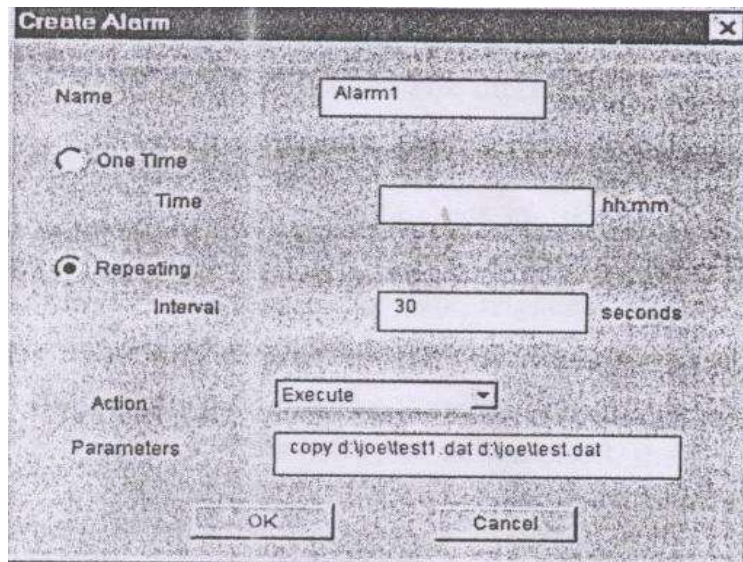 Create Alarm
Name Alarm1
One Time
Time hh:mm
Repeating
Interval 30 seconds
Action Execute
Parameters copy d:\joe\test1.dat d:\joe\test.dat
OK Cancel